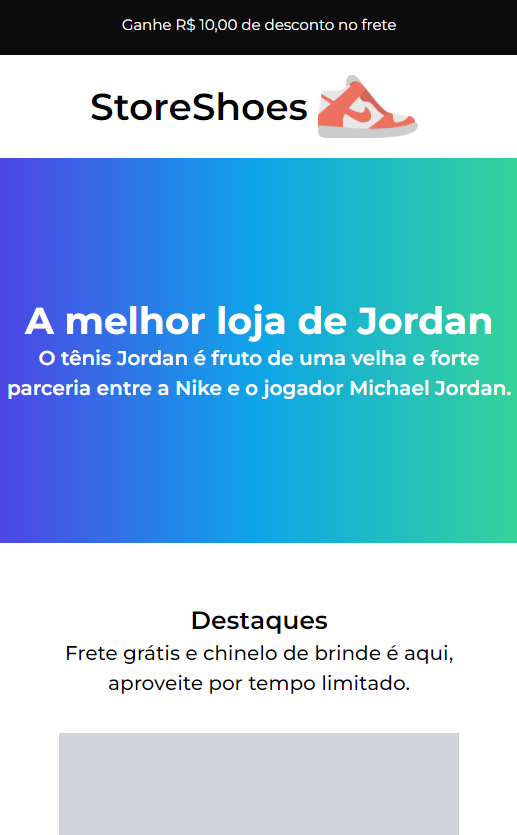 Ganhe R$ 10,00 de desconto no frete
StoreShoes
A melhor loja de Jordan
O tênis Jordan é fruto de uma velha e forte
parceria entre a Nike e o jogador Michael Jordan.
Destaques
Frete grátis e chinelo de brinde é aqui,
aproveite por tempo limitado.